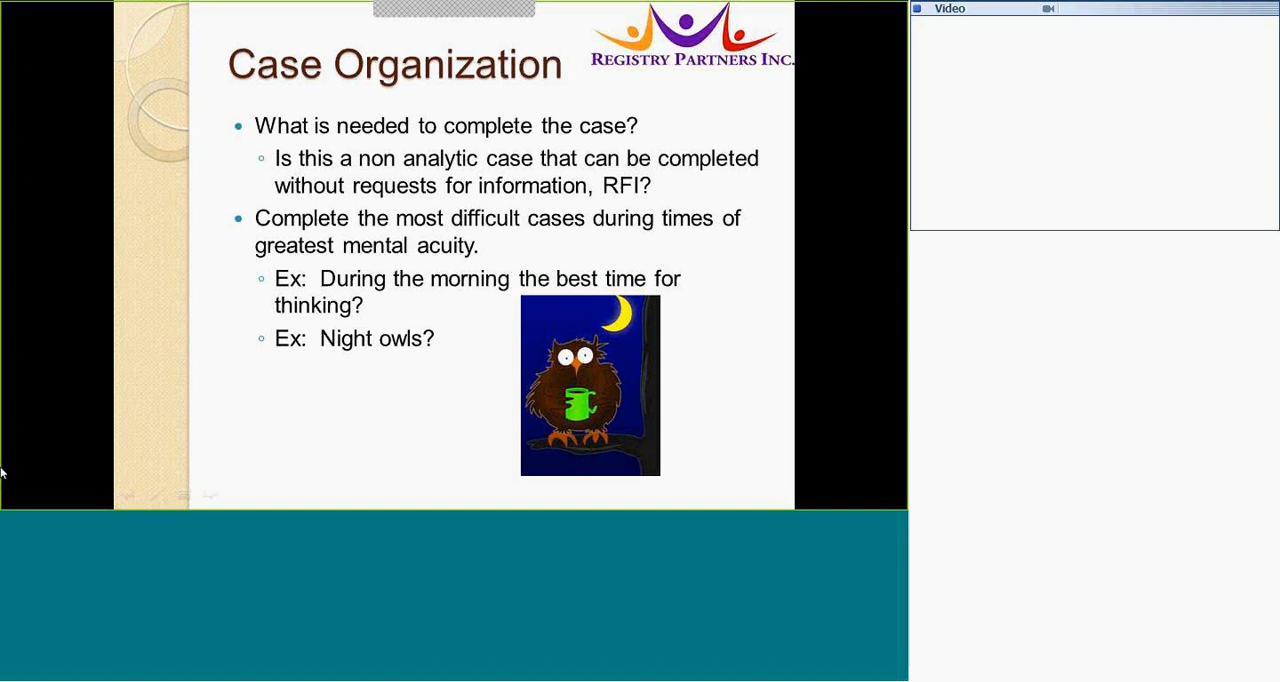 Video
REGISTRY PARTNERS INC.
Case Organization
• What is needed to complete the case?
◦ Is this a non analytic case that can be completed
without requests for information, RFI?
• Complete the most difficult cases during times of
greatest mental acuity.
◦ Ex: During the morning the best time for
thinking?
◦ Ex: Night owls?